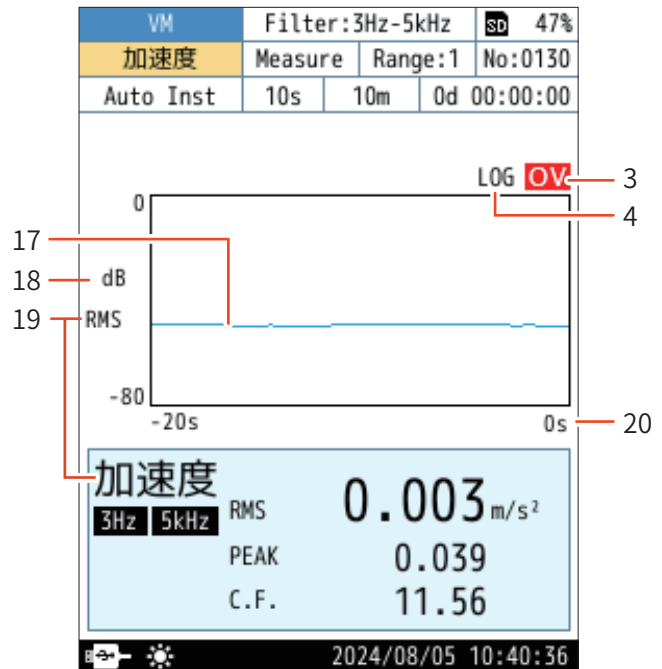 VM Filter:3Hz-5kHz SD 47%
加速度 Measure Range:1 No:0130
Auto Inst 10s 10m 0d 00:00:00
LOG OV 3
4
0
17
18 dB
19 RMS
-80
-20s 0s 20
加速度
3Hz 5kHz RMS 0.003 m/s²
PEAK 0.039
C.F. 11.56
2024/08/05 10:40:36